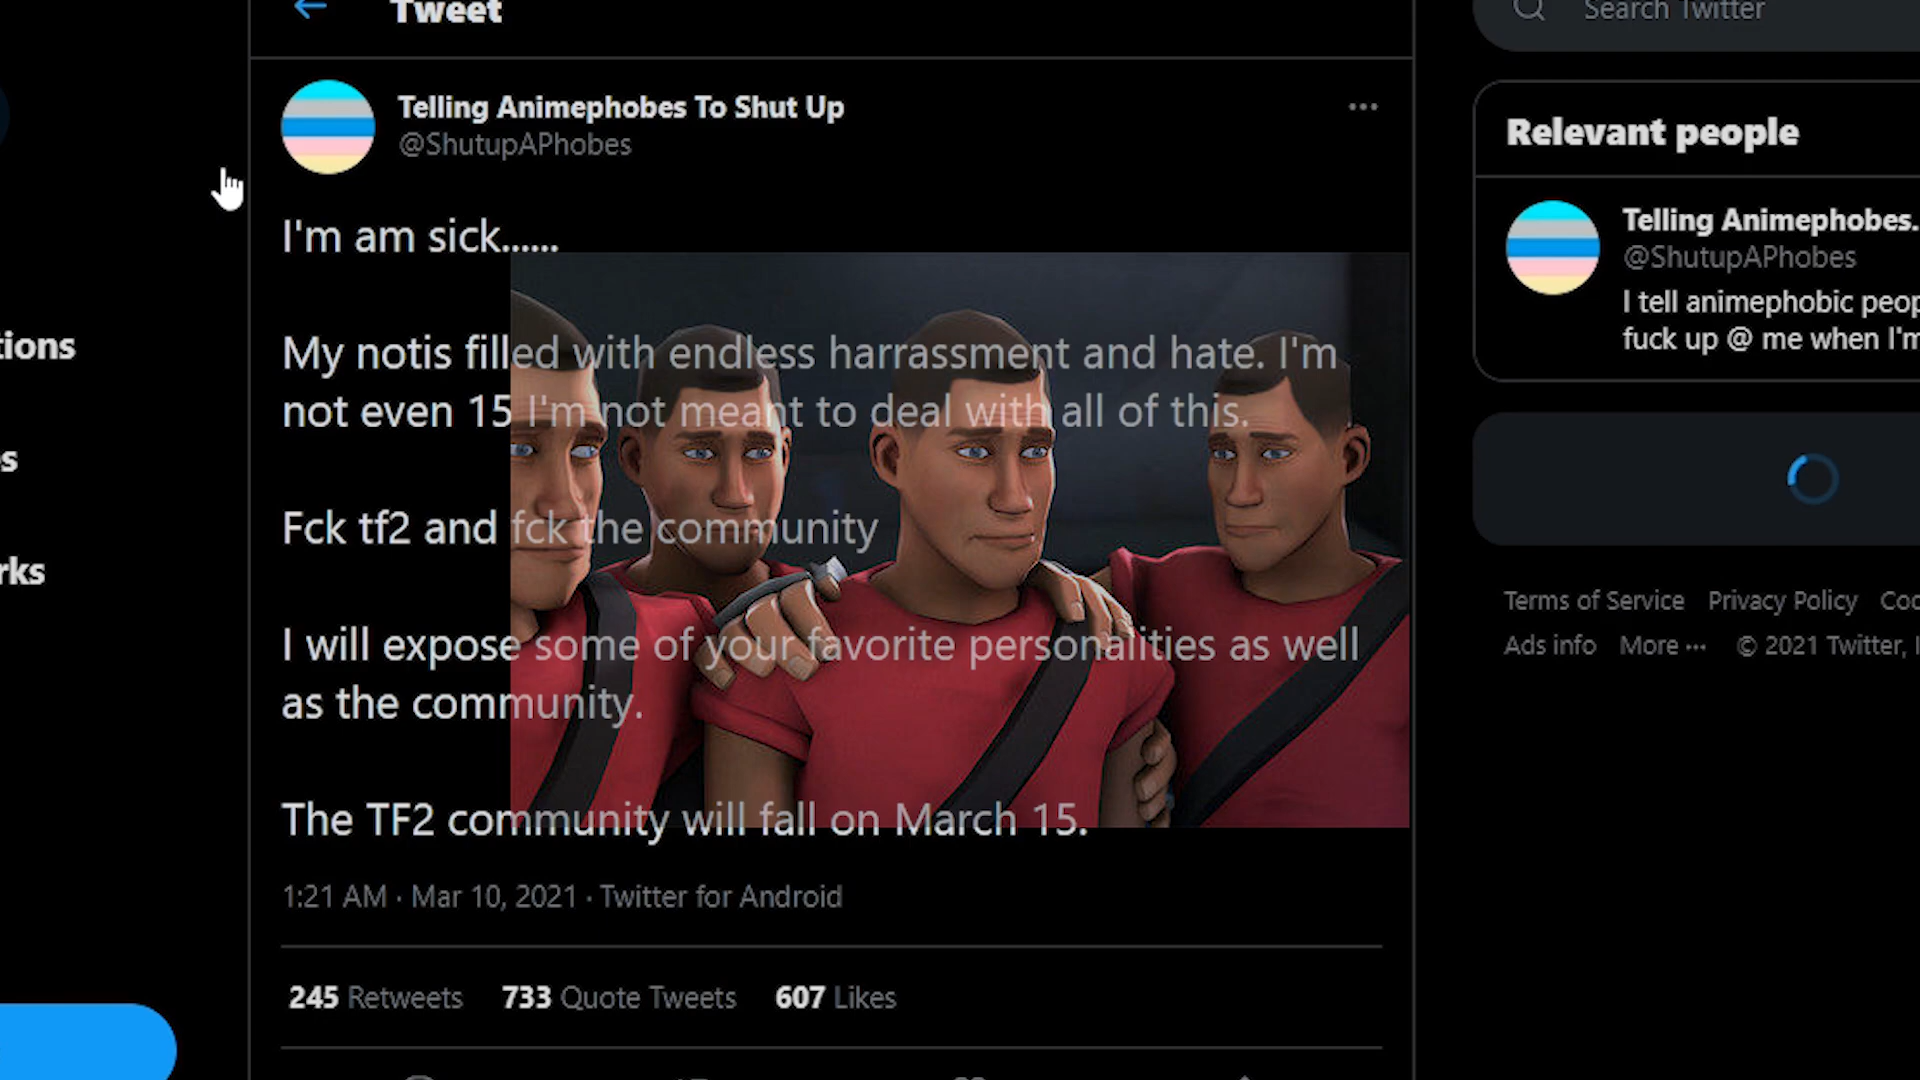 Tweet
Search Twitter
Telling Animephobes To Shut Up
@ShutupAPhobes
I'm am sick......
My notis filled with endless harrassment and hate. I'm
not even 15 I'm not meant to deal with all of this.
Fck tf2 and fck the community
I will expose some of your favorite personalities as well
as the community.
The TF2 community will fall on March 15.
1:21 AM · Mar 10, 2021 · Twitter for Android
245 Retweets 733 Quote Tweets 607 Likes
tions
s
rks
Relevant people
Telling Animephobes.
@ShutupAPhobes
I tell animephobic peop
fuck up @ me when I'm
Terms of Service Privacy Policy Coo
Ads info More ··· © 2021 Twitter, I